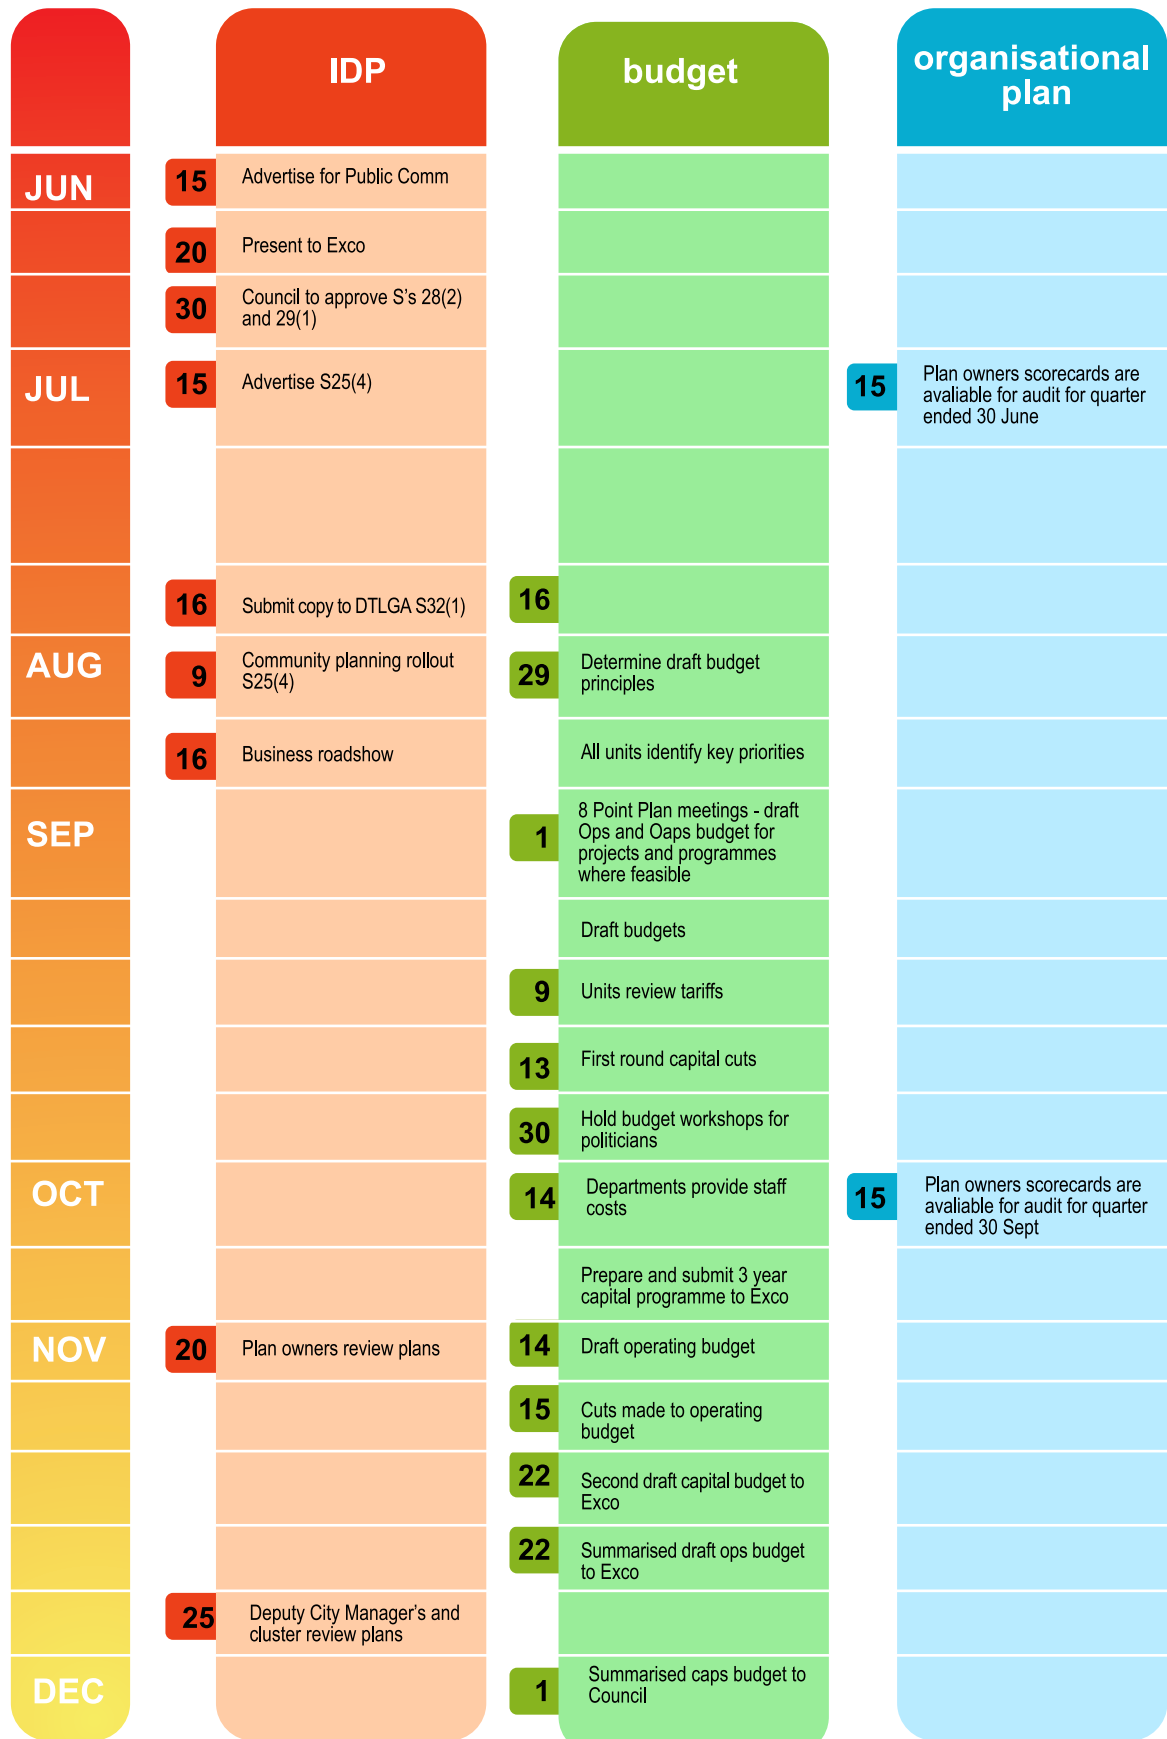 IDP
budget
organisational
plan
JUN
15
Advertise for Public Comm
20
Present to Exco
30
Council to approve S's 28(2)
and 29(1)
JUL
15
Advertise S25(4)
15
Plan owners scorecards are
avaliable for audit for quarter
ended 30 June
16
Submit copy to DTLGA S32(1)
16
AUG
9
Community planning rollout
S25(4)
29
Determine draft budget
principles
16
Business roadshow
All units identify key priorities
SEP
1
8 Point Plan meetings - draft
Ops and Oaps budget for
projects and programmes
where feasible
Draft budgets
9
Units review tariffs
13
First round capital cuts
30
Hold budget workshops for
politicians
OCT
14
Departments provide staff
costs
15
Plan owners scorecards are
avaliable for audit for quarter
ended 30 Sept
Prepare and submit 3 year
capital programme to Exco
NOV
20
Plan owners review plans
14
Draft operating budget
15
Cuts made to operating
budget
22
Second draft capital budget to
Exco
22
Summarised draft ops budget
to Exco
25
Deputy City Manager's and
cluster review plans
DEC
1
Summarised caps budget to
Council